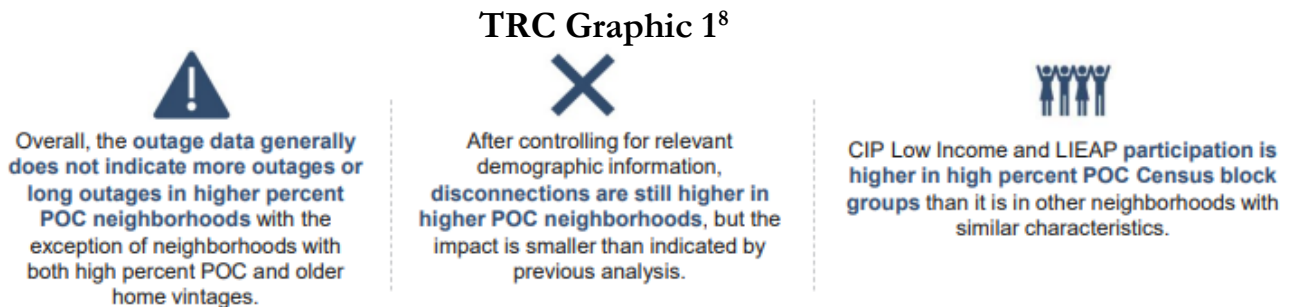 TRC Graphic 1⁸
Overall, the outage data generally
does not indicate more outages or
long outages in higher percent
POC neighborhoods with the
exception of neighborhoods with
both high percent POC and older
home vintages.
After controlling for relevant
demographic information,
disconnections are still higher in
higher POC neighborhoods, but the
impact is smaller than indicated by
previous analysis.
CIP Low Income and LIEAP participation is
higher in high percent POC Census block
groups than it is in other neighborhoods with
similar characteristics.